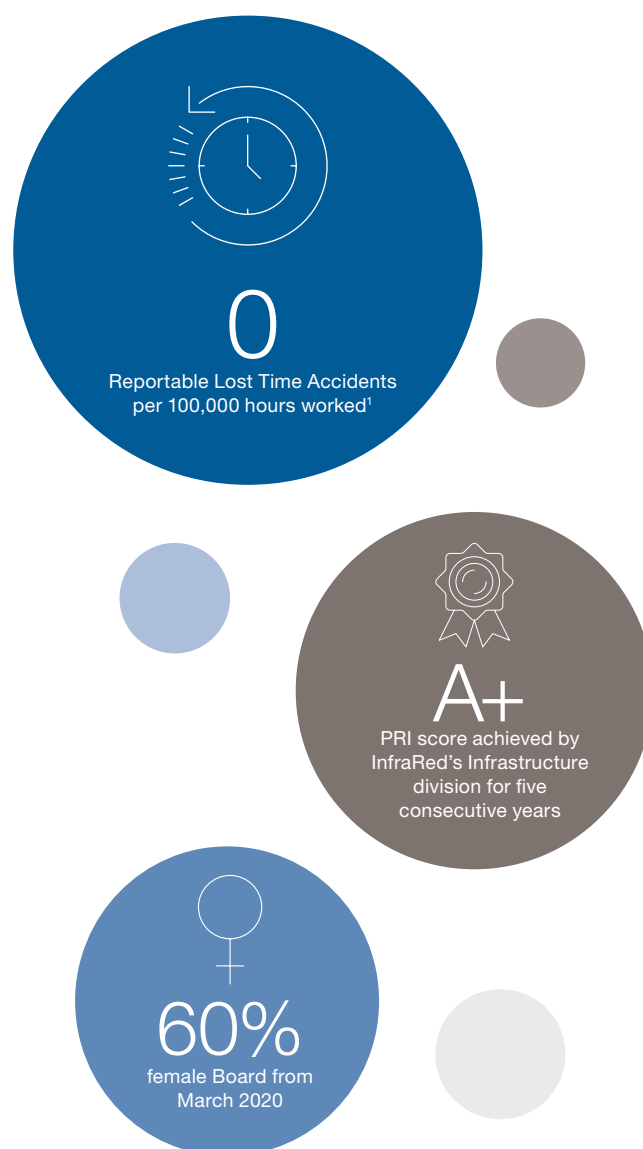 0
Reportable Lost Time Accidents
per 100,000 hours worked¹
A+
PRI score achieved by
InfraRed’s Infrastructure
division for five
consecutive years
60%
female Board from
March 2020